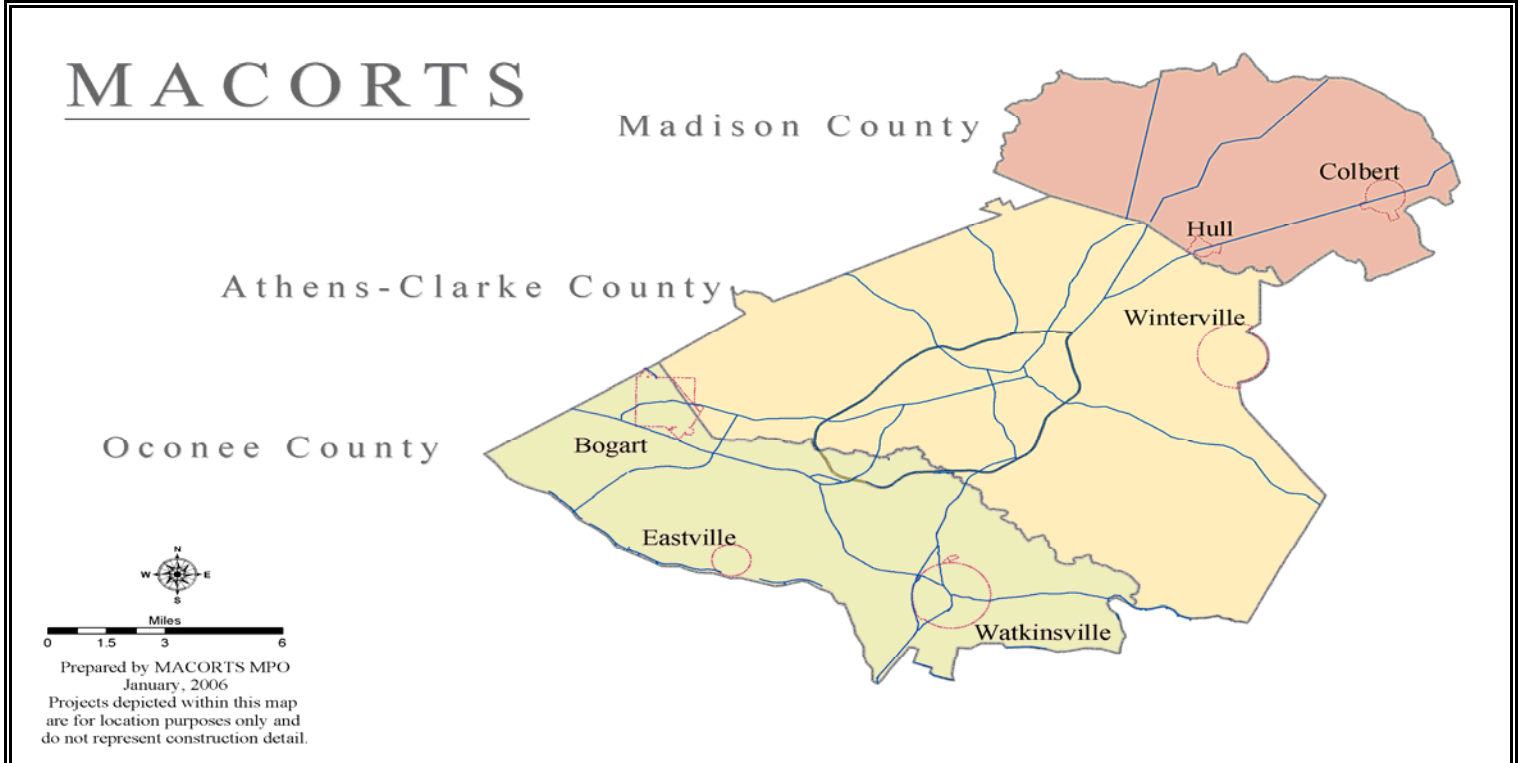 MACORTS
Madison County
Colbert
Hull
Athens-Clarke County
Winterville
Oconee County
Bogart
Eastville
Watkinsville
N
W E
S
Miles
0 1.5 3 6
Prepared by MACORTS MPO
January, 2006
Projects depicted within this map
are for location purposes only and
do not represent construction detail.